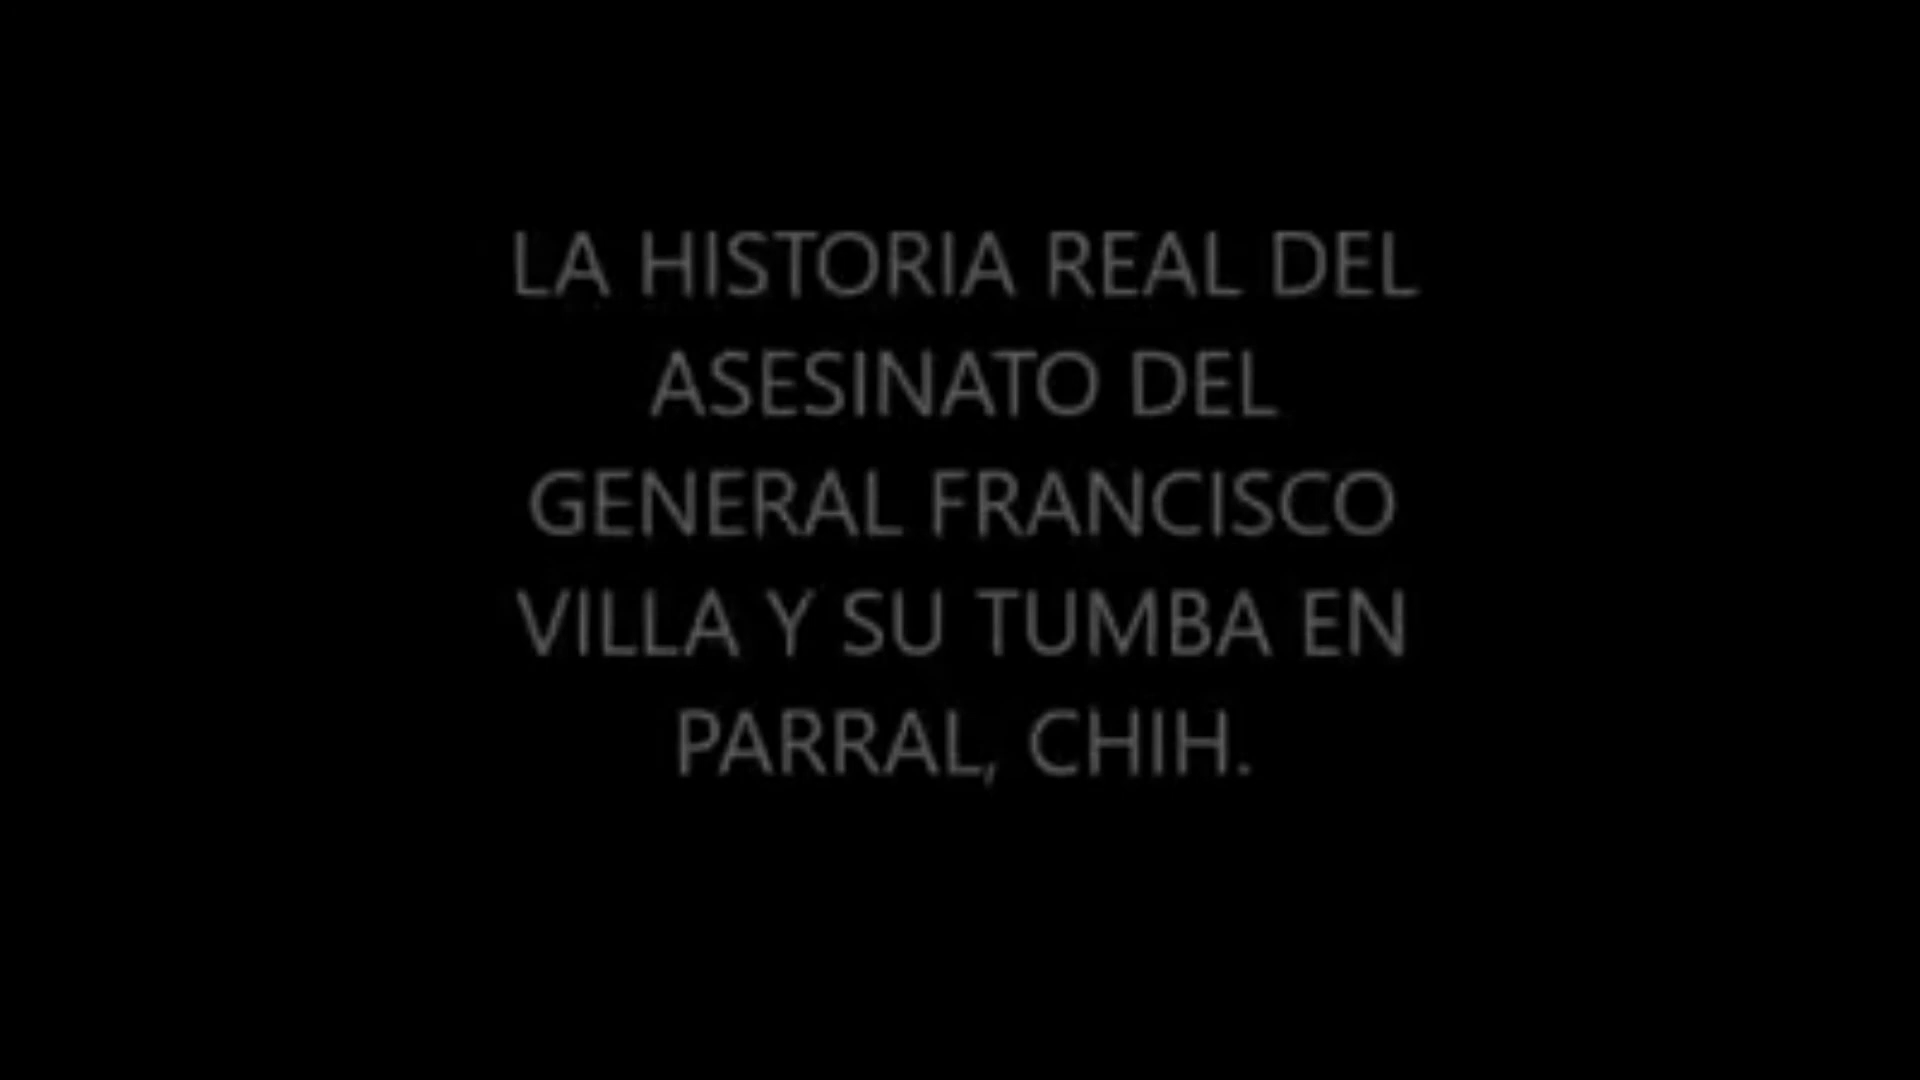 LA HISTORIA REAL DEL
ASESINATO DEL
GENERAL FRANCISCO
VILLA Y SU TUMBA EN
PARRAL, CHIH.